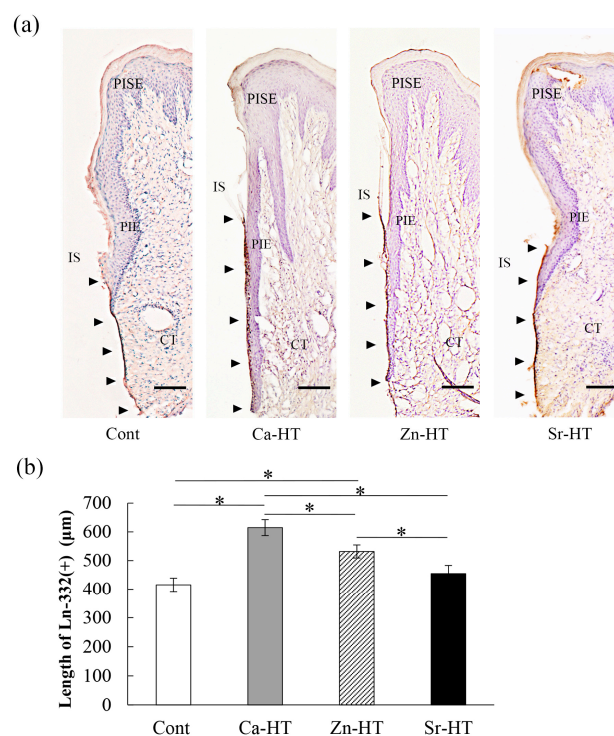 (a)
PISE
PISE
PISE
PISE
IS
IS
PIE
PIE
PIE
PIE
IS
IS
CT
CT
CT
CT
Cont
Ca-HT
Zn-HT
Sr-HT
(b)
Length of Ln-332(+) (μm)
700
600
500
400
300
200
100
0
*
*
*
*
*
Cont
Ca-HT
Zn-HT
Sr-HT